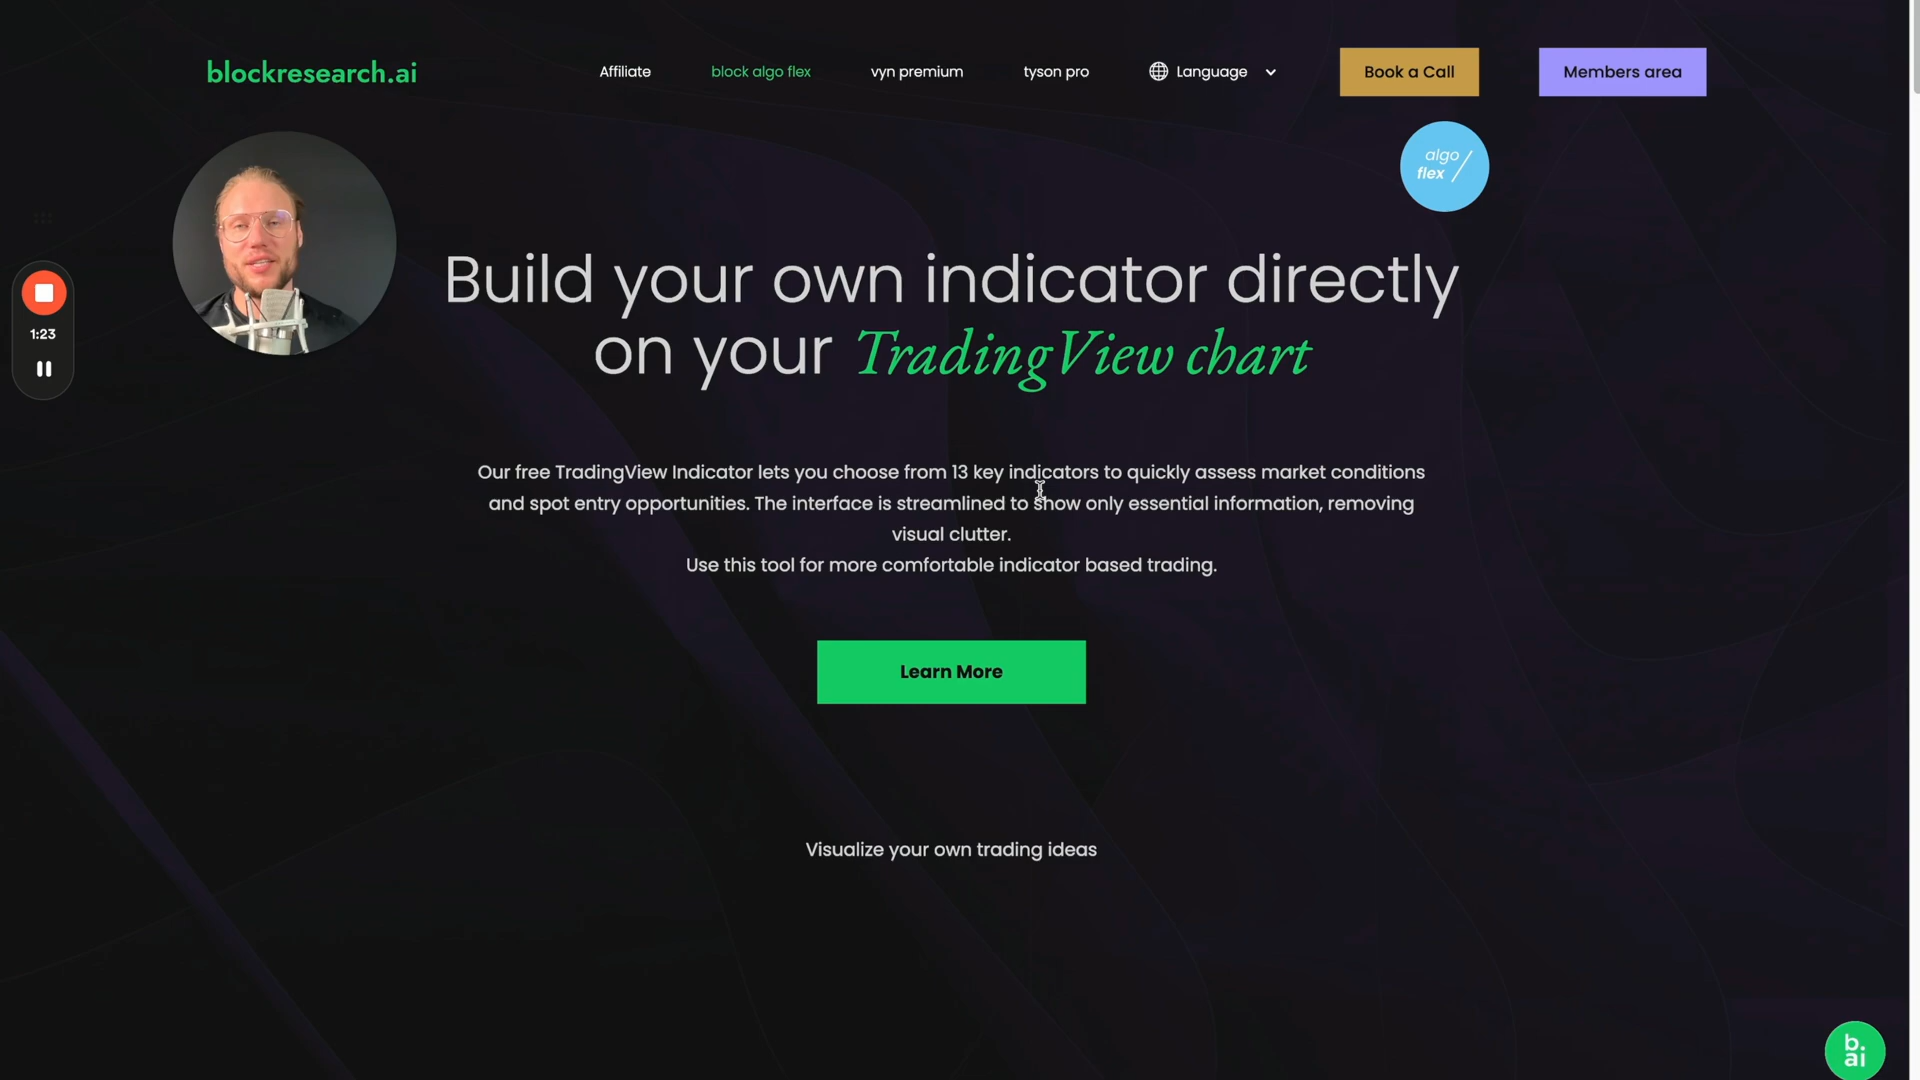 blockresearch.ai
Affiliate
block algo flex
vyn premium
tyson pro
Language
Book a Call
Members area
algo
flex
1:23
Build your own indicator directly
on your TradingView chart
Our free TradingView Indicator lets you choose from 13 key indicators to quickly assess market conditions
and spot entry opportunities. The interface is streamlined to show only essential information, removing
visual clutter.
Use this tool for more comfortable indicator based trading.
Learn More
Visualize your own trading ideas
b.
ai